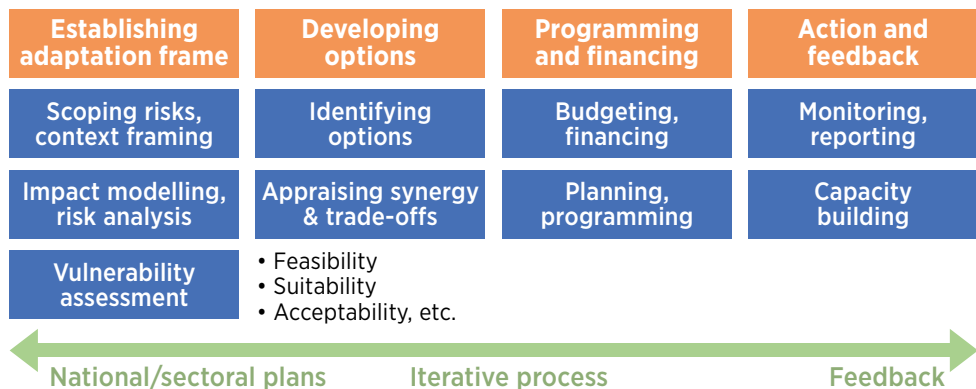 Establishing
adaptation frame
Developing
options
Programming
and financing
Action and
feedback
Scoping risks,
context framing
Identifying
options
Budgeting,
financing
Monitoring,
reporting
Impact modelling,
risk analysis
Appraising synergy
& trade-offs
Planning,
programming
Capacity
building
Vulnerability
assessment
• Feasibility
• Suitability
• Acceptability, etc.
National/sectoral plans
Iterative process
Feedback